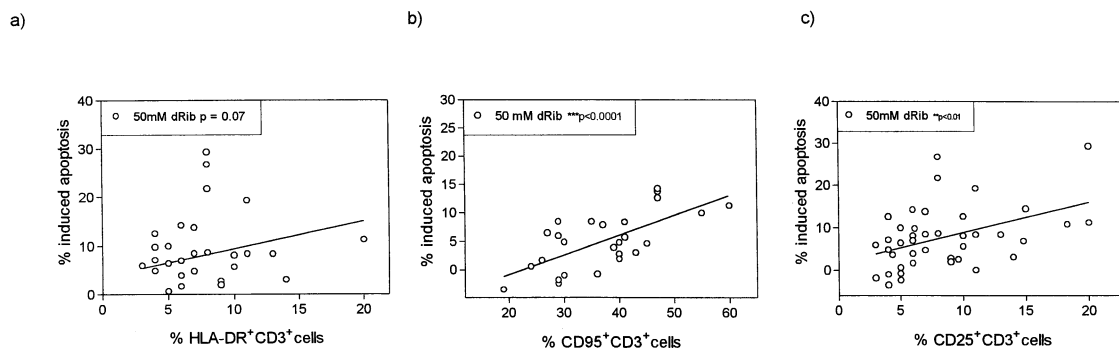 a)
b)
c)
% induced apoptosis
40
30
20
10
0
50mM dRib p = 0.07
5
10
15
20
% HLA-DR⁺CD3⁺cells
% induced apoptosis
30
25
20
15
10
5
0
50 mM dRib ***p<0.0001
20
30
40
50
60
% CD95⁺CD3⁺cells
% induced apoptosis
40
30
20
10
0
50mM dRib **p<0.01
5
10
15
20
% CD25⁺CD3⁺cells